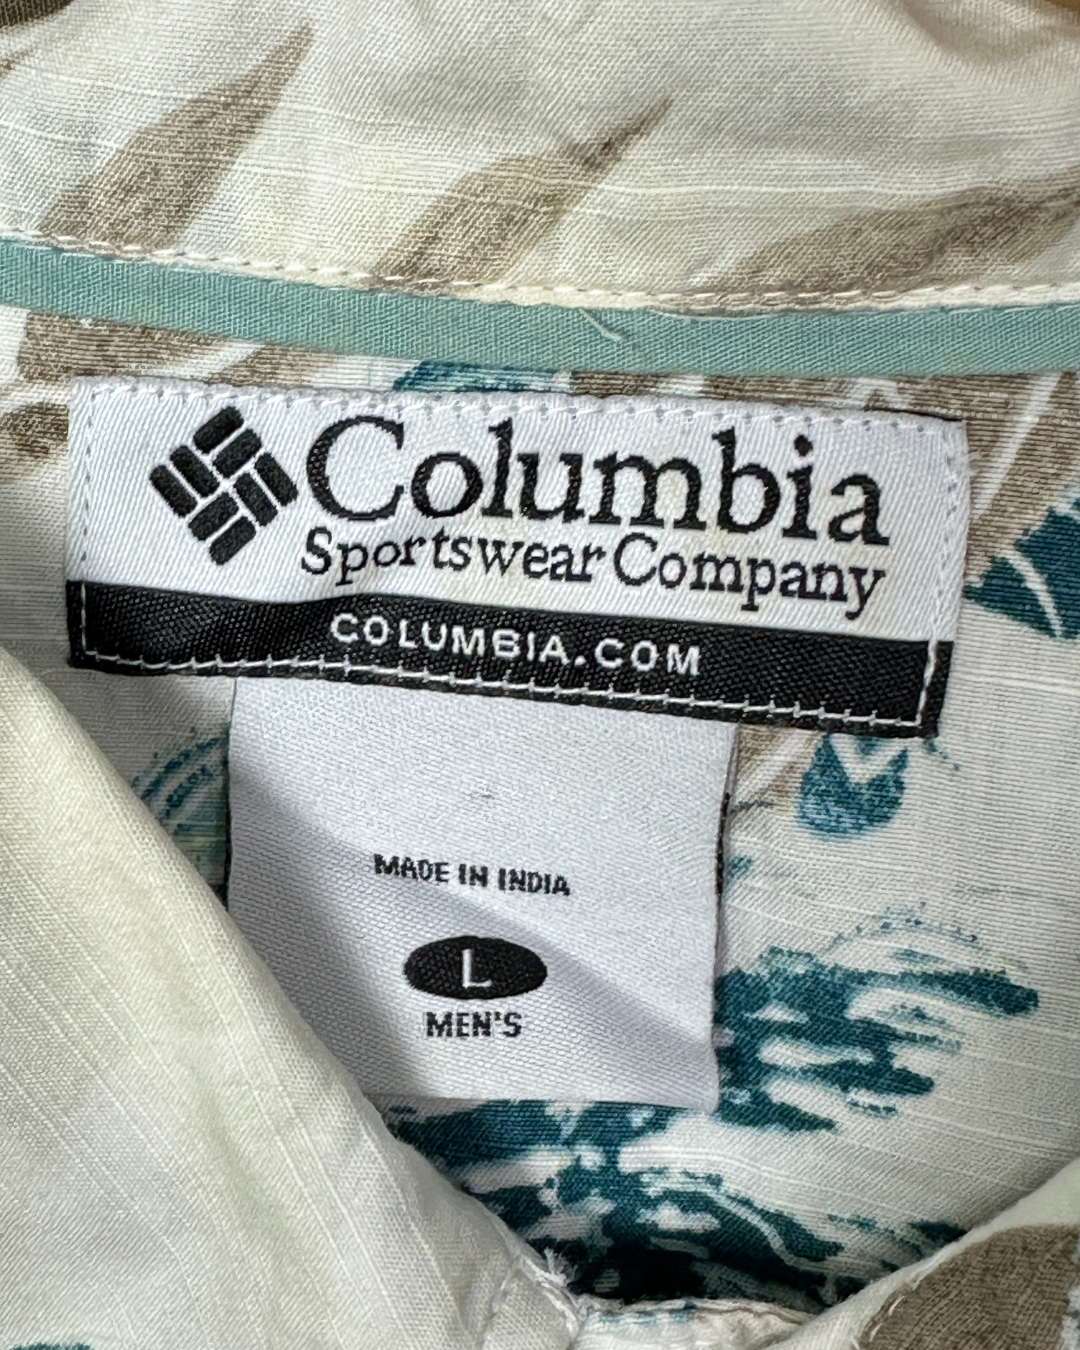 Columbia
Sportswear Company
COLUMBIA.COM
MADE IN INDIA
L
MEN'S